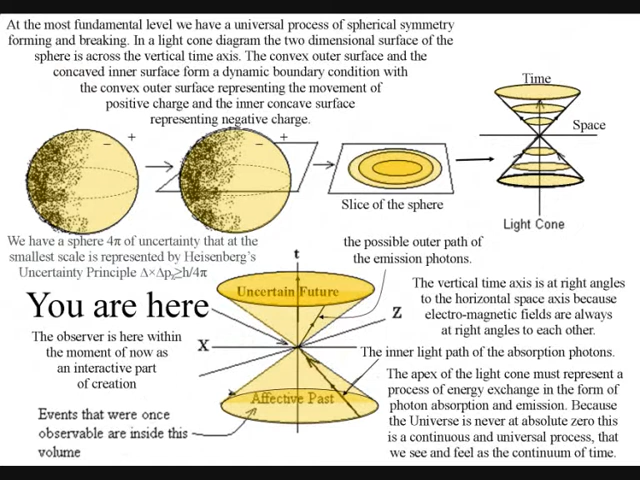 At the most fundamental level we have a universal process of spherical symmetry
forming and breaking. In a light cone diagram the two dimensional surface of the
sphere is across the vertical time axis. The convex outer surface and the
concaved inner surface form a dynamic boundary condition with
the convex outer surface representing the movement of
positive charge and the inner concave surface
representing negative charge.
Time
Space
Light Cone
− +
− +
Slice of the sphere
We have a sphere 4π of uncertainty that at the
smallest scale is represented by Heisenberg's
Uncertainty Principle Δ×Δp≥h/4π
the possible outer path of
the emission photons.
t
Uncertain Future
You are here
Z
X
The vertical time axis is at right angles
to the horizontal space axis because
electro-magnetic fields are always
at right angles to each other.
The observer is here within
the moment of now as
an interactive part
of creation
The inner light path of the absorption photons.
Affective Past
Events that were once
observable are inside this
volume
The apex of the light cone must represent a
process of energy exchange in the form of
photon absorption and emission. Because
the Universe is never at absolute zero this
is a continuous and universal process, that
we see and feel as the continuum of time.